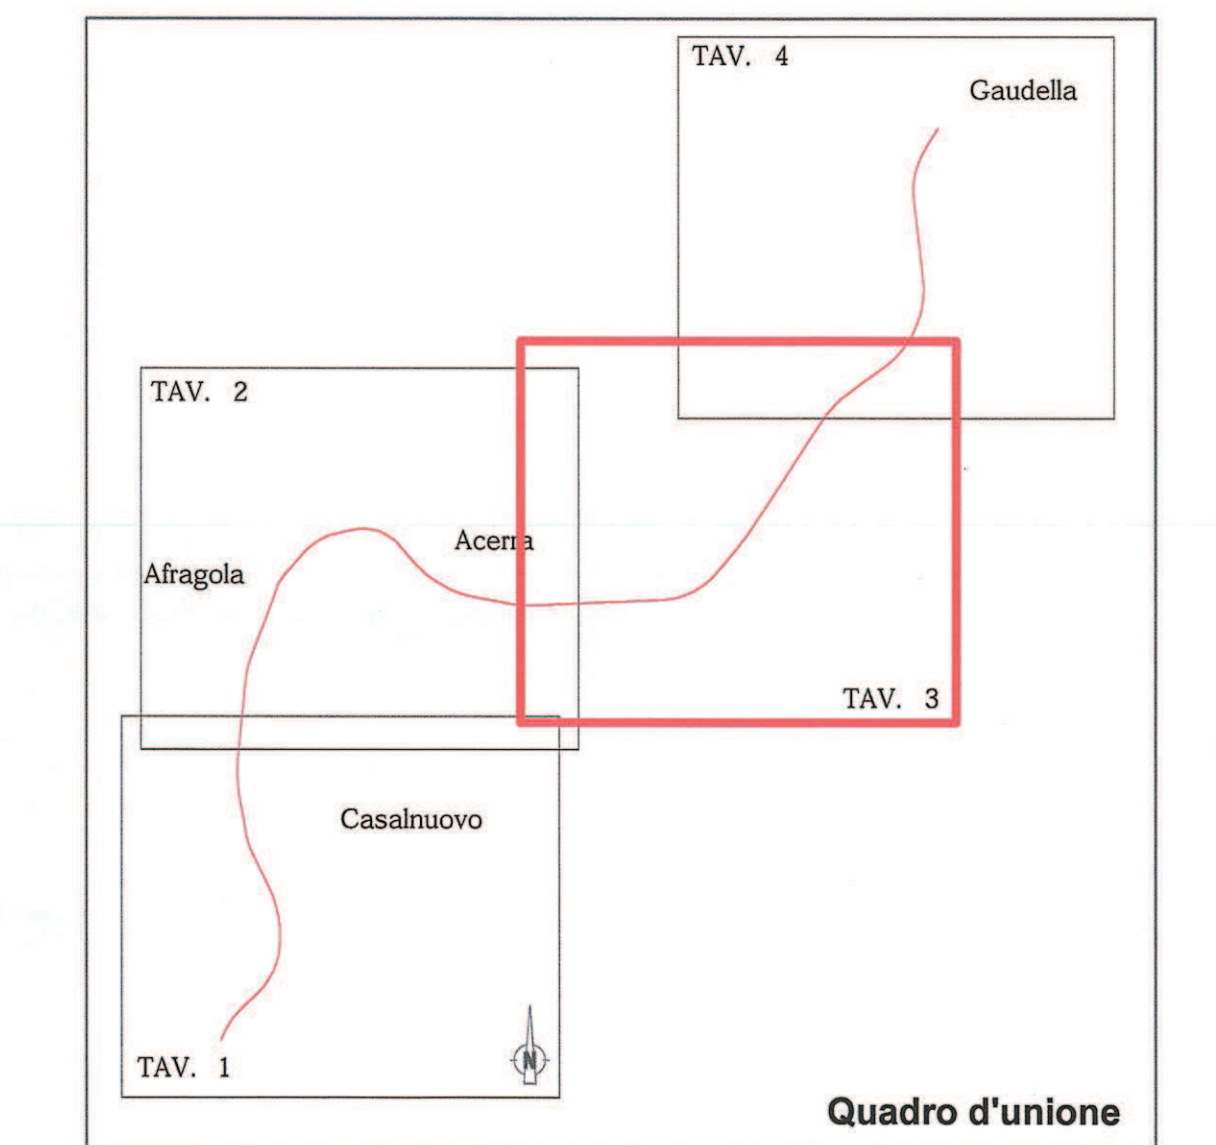 TAV. 4
Gaudella
TAV. 2
Acerra
Afragola
TAV. 3
Casalnuovo
TAV. 1
N
Quadro d'unione